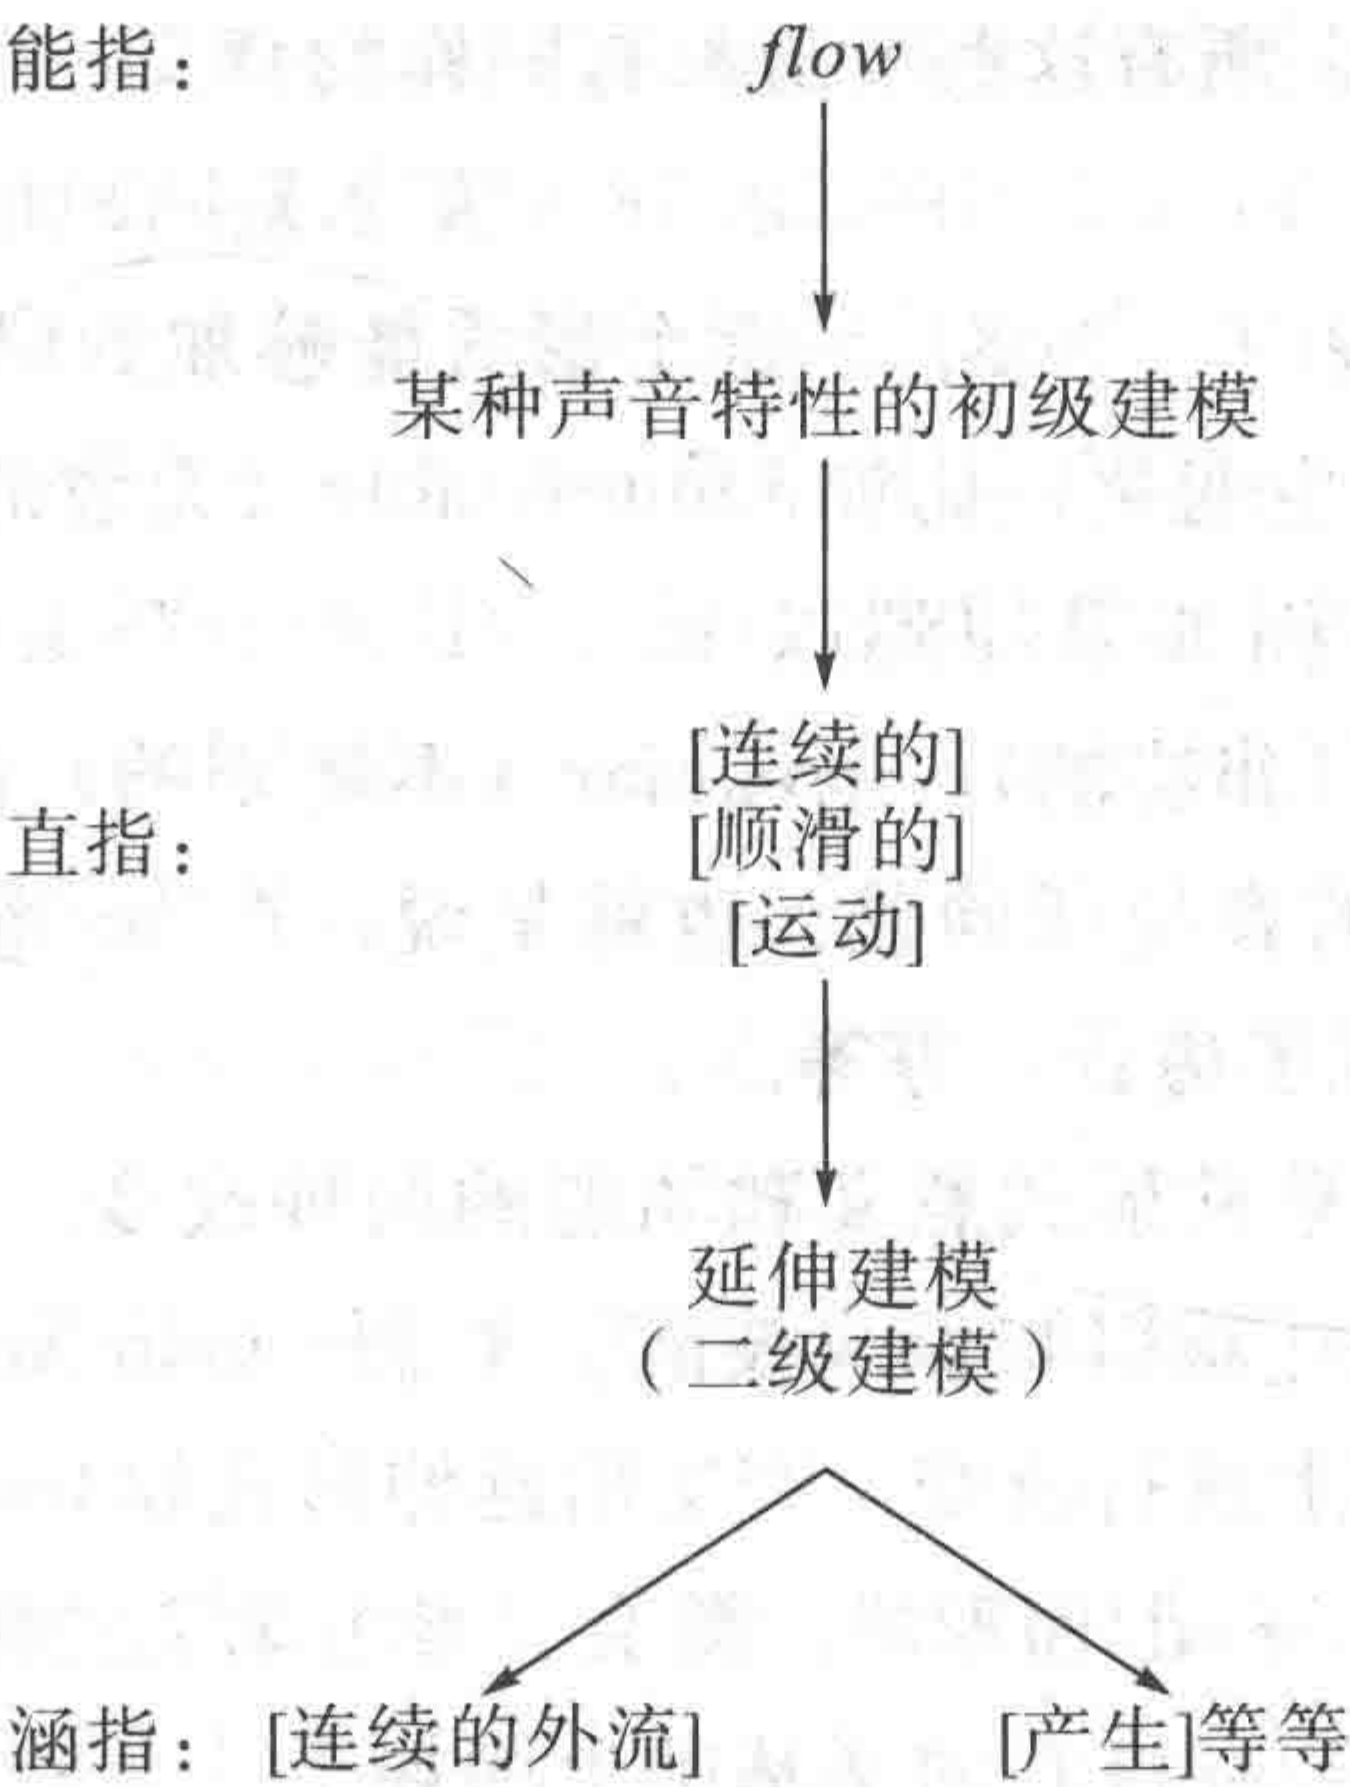 能指： flow
某种声音特性的初级建模
[连续的]
直指： [顺滑的]
[运动]
延伸建模
（二级建模）
涵指： [连续的外流] [产生]等等